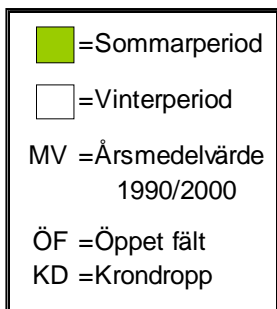 =Sommarperiod
=Vinterperiod
MV =Årsmedelvärde
1990/2000
ÖF =Öppet fält
KD =Krondropp